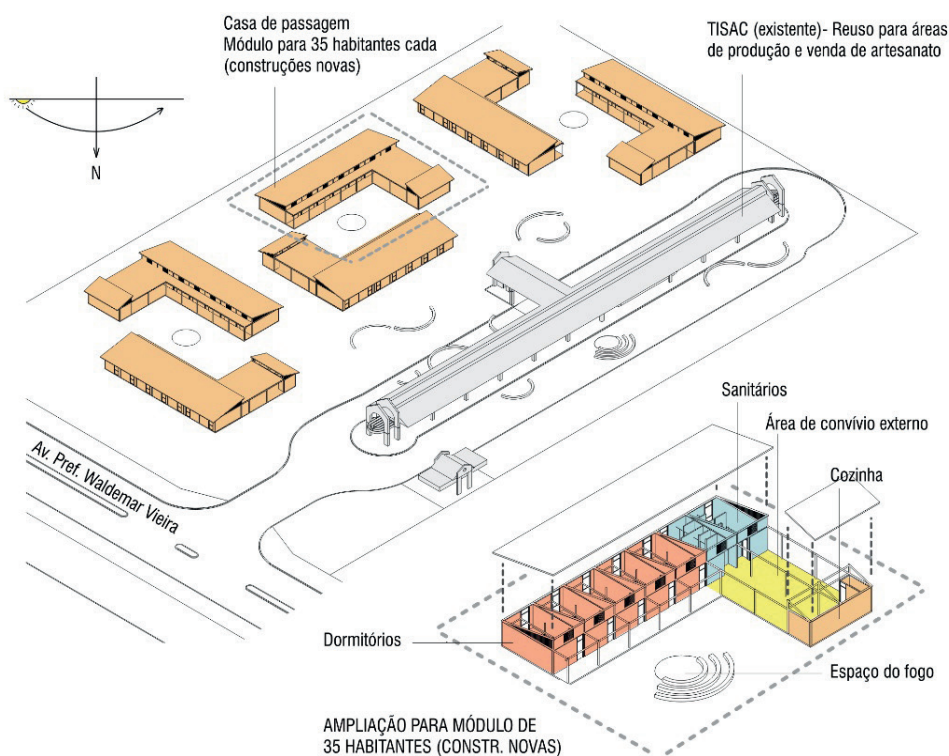 Casa de passagem
Módulo para 35 habitantes cada
(construções novas)
TISAC (existente)- Reuso para áreas
de produção e venda de artesanato
N
Av. Pref. Waldemar Vieira
Sanitários
Área de convívio externo
Cozinha
Dormitórios
Espaço do fogo
AMPLIAÇÃO PARA MÓDULO DE
35 HABITANTES (CONSTR. NOVAS)